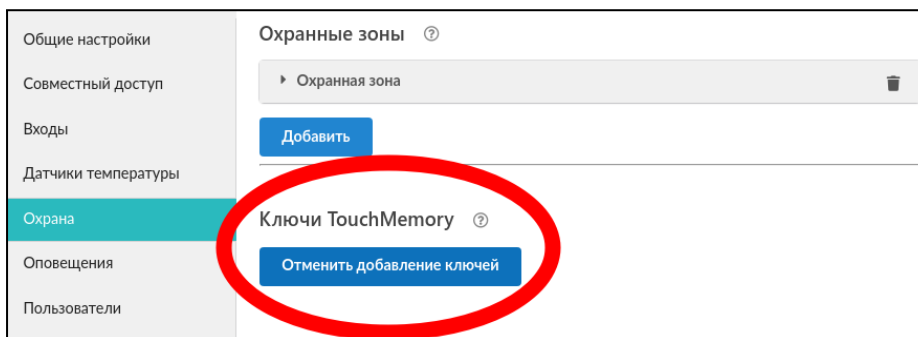 Общие настройки
Совместный доступ
Входы
Датчики температуры
Охрана
Оповещения
Пользователи
Охранные зоны ?
Охранная зона
Добавить
Ключи TouchMemory ?
Отменить добавление ключей